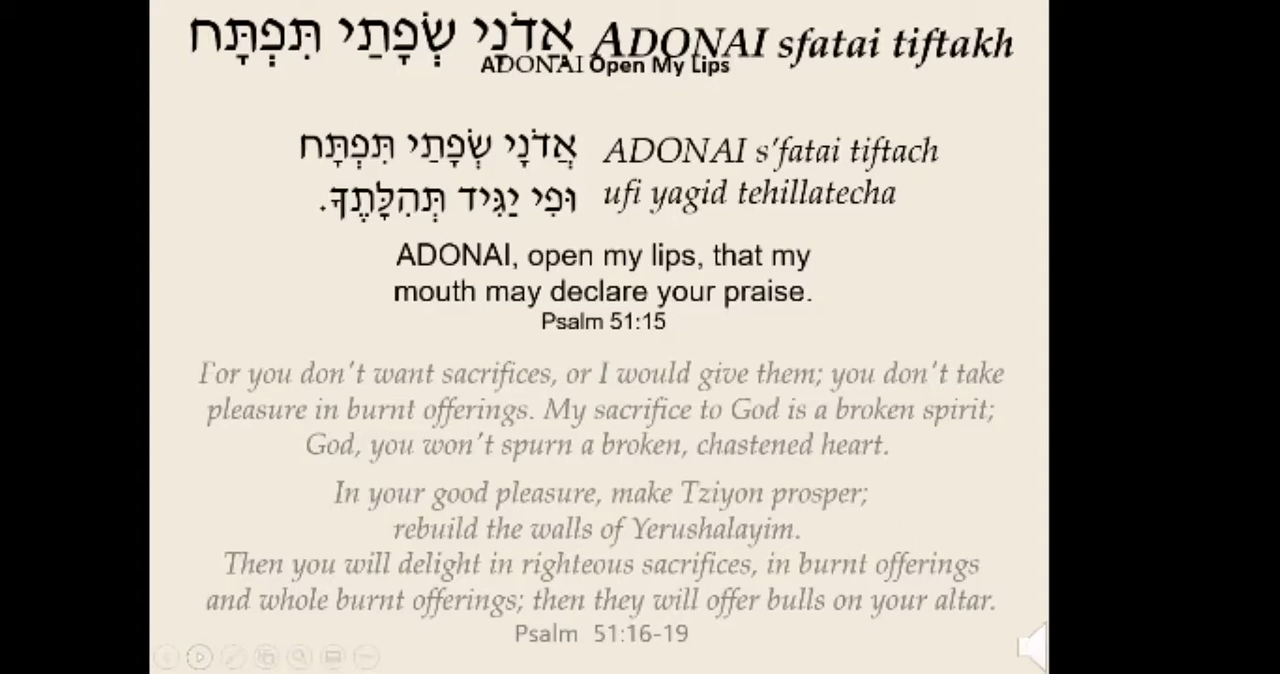 אֲדֹנָי שְׂפָתַי תִּפְתָּח ADONAI sfatai tiftakh
ADONAI Open My Lips
אֲדֹנָי שְׂפָתַי תִּפְתָּח ADONAI s'fatai tiftach
וּפִי יַגִּיד תְּהִלָּתֶךָ. ufi yagid tehillatecha
ADONAI, open my lips, that my
mouth may declare your praise.
Psalm 51:15
For you don't want sacrifices, or I would give them; you don't take
pleasure in burnt offerings. My sacrifice to God is a broken spirit;
God, you won't spurn a broken, chastened heart.
In your good pleasure, make Tziyon prosper;
rebuild the walls of Yerushalayim.
Then you will delight in righteous sacrifices, in burnt offerings
and whole burnt offerings; then they will offer bulls on your altar.
Psalm 51:16-19